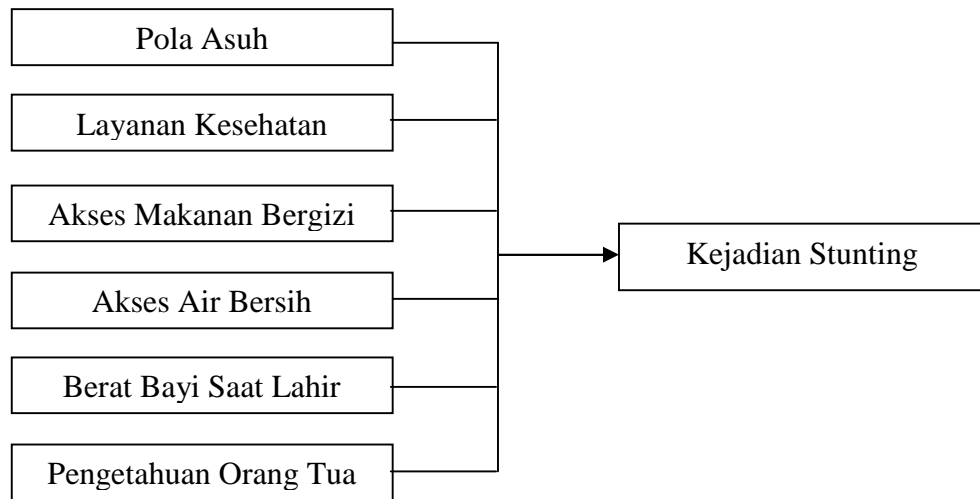 Pola Asuh
Layanan Kesehatan
Akses Makanan Bergizi
Akses Air Bersih
Berat Bayi Saat Lahir
Pengetahuan Orang Tua
Kejadian Stunting